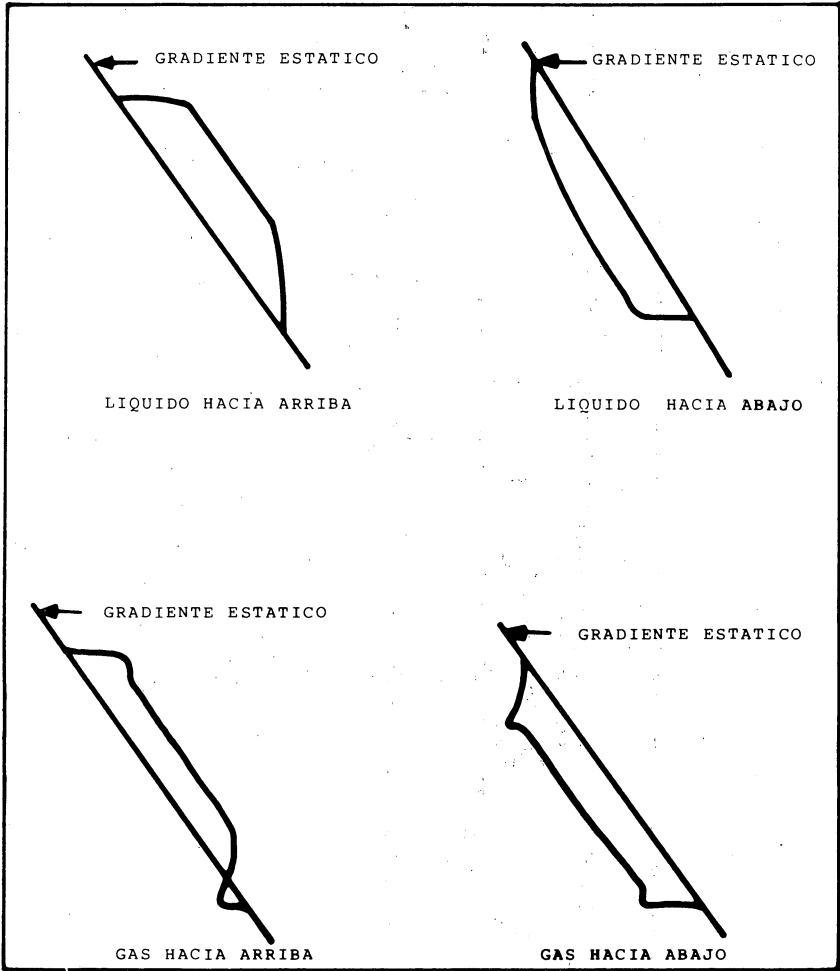 GRADIENTE ESTATICO
GRADIENTE ESTATICO
LIQUIDO HACIA ARRIBA
LIQUIDO HACIA ABAJO
GRADIENTE ESTATICO
GRADIENTE ESTATICO
GAS HACIA ARRIBA
GAS HACIA ABAJO